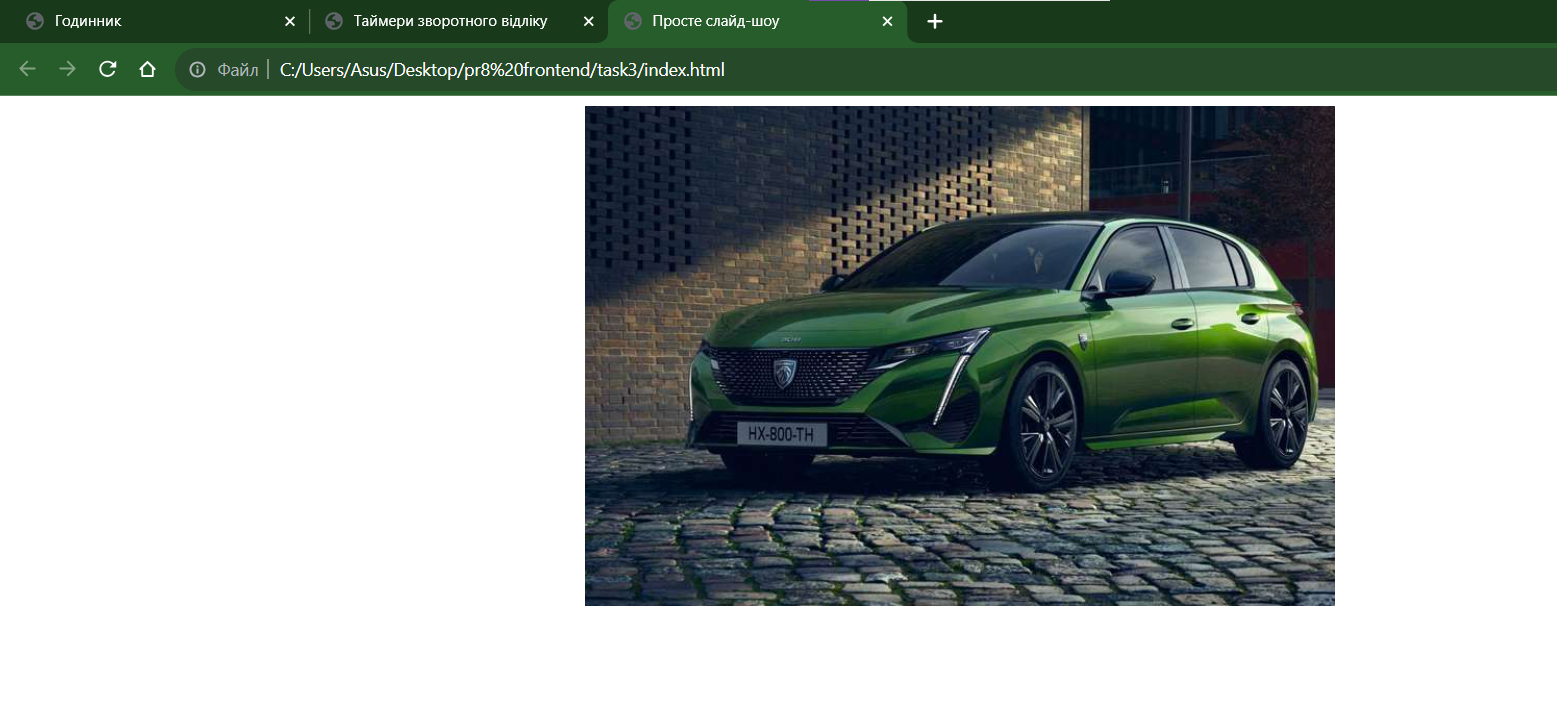 Годинник
Таймери зворотного відліку
Просте слайд-шоу
Файл
C:/Users/Asus/Desktop/pr8%20frontend/task3/index.html
HX-800-TH